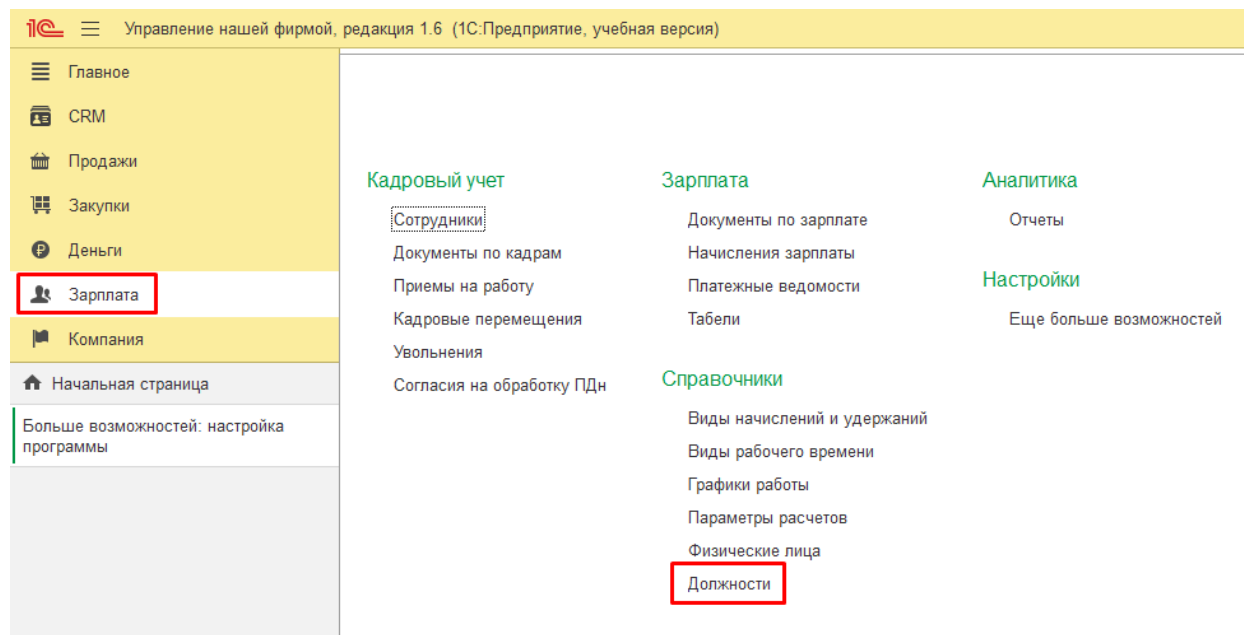 1С Управление нашей фирмой, редакция 1.6 (1С:Предприятие, учебная версия)
Главное
CRM
Продажи
Закупки
Деньги
Зарплата
Компания
Начальная страница
Больше возможностей: настройка
программы
Кадровый учет
Сотрудники
Документы по кадрам
Приемы на работу
Кадровые перемещения
Увольнения
Согласия на обработку ПДн
Зарплата
Документы по зарплате
Начисления зарплаты
Платежные ведомости
Табели
Справочники
Виды начислений и удержаний
Виды рабочего времени
Графики работы
Параметры расчетов
Физические лица
Должности
Аналитика
Отчеты
Настройки
Еще больше возможностей